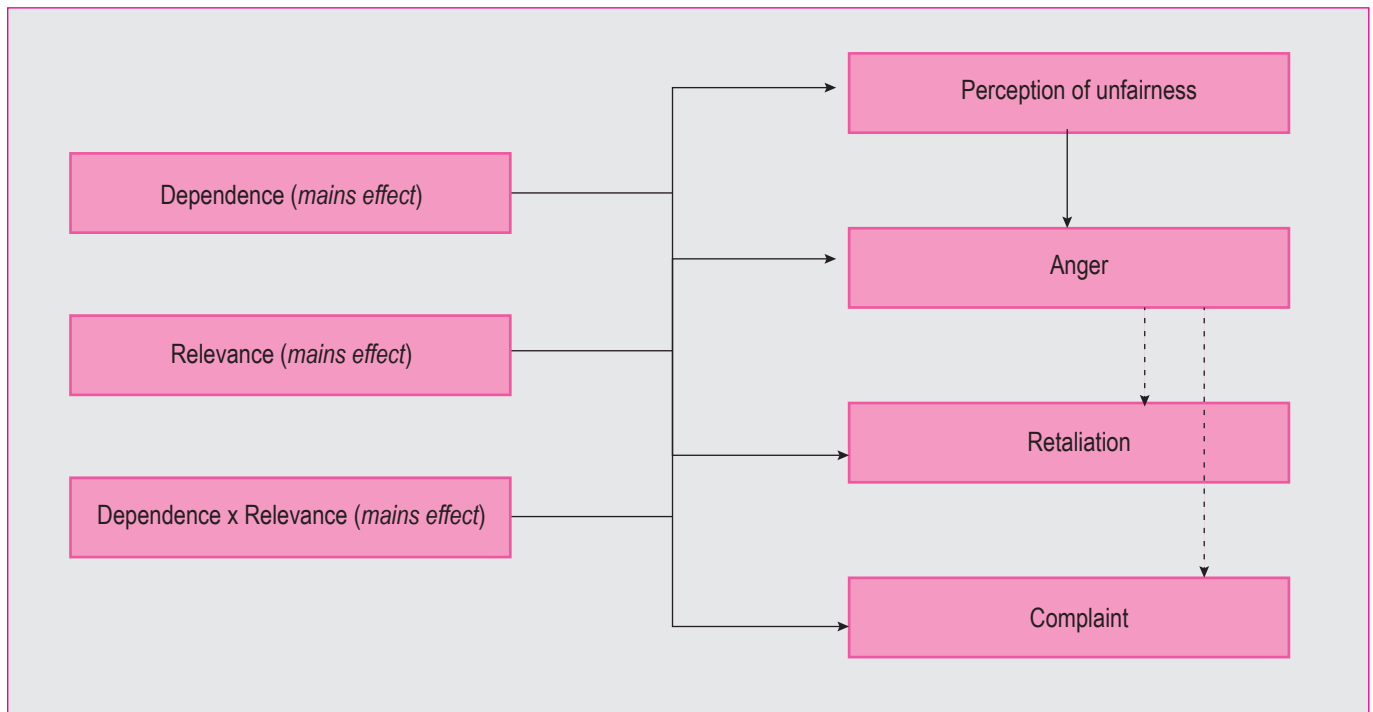 Perception of unfairness
Dependence (mains effect)
Anger
Relevance (mains effect)
Retaliation
Dependence x Relevance (mains effect)
Complaint